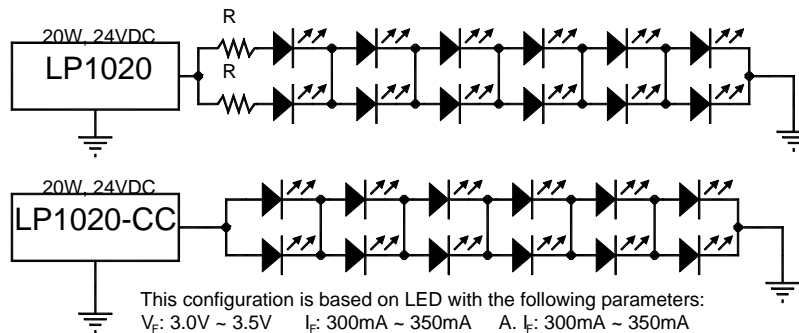 R
20W, 24VDC
LP1020
R
20W, 24VDC
LP1020-CC
This configuration is based on LED with the following parameters:
VF: 3.0V ~ 3.5V IF: 300mA ~ 350mA A. IF: 300mA ~ 350mA